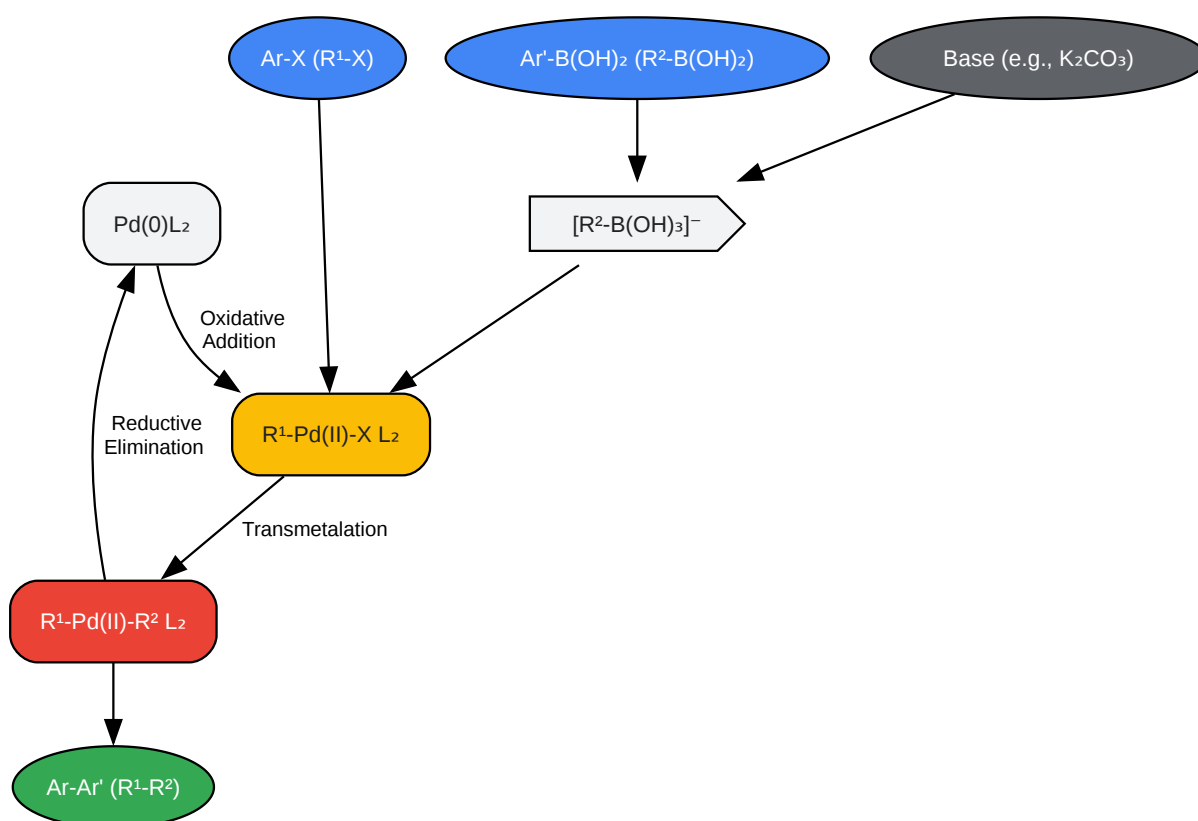 Ar-X (R¹-X)
Ar'-B(OH)₂ (R²-B(OH)₂)
Base (e.g., K₂CO₃)
Pd(0)L₂
[R²-B(OH)₃]⁻
Oxidative
Addition
Reductive
Elimination
R¹-Pd(II)-X L₂
Transmetalation
R¹-Pd(II)-R² L₂
Ar-Ar' (R¹-R²)